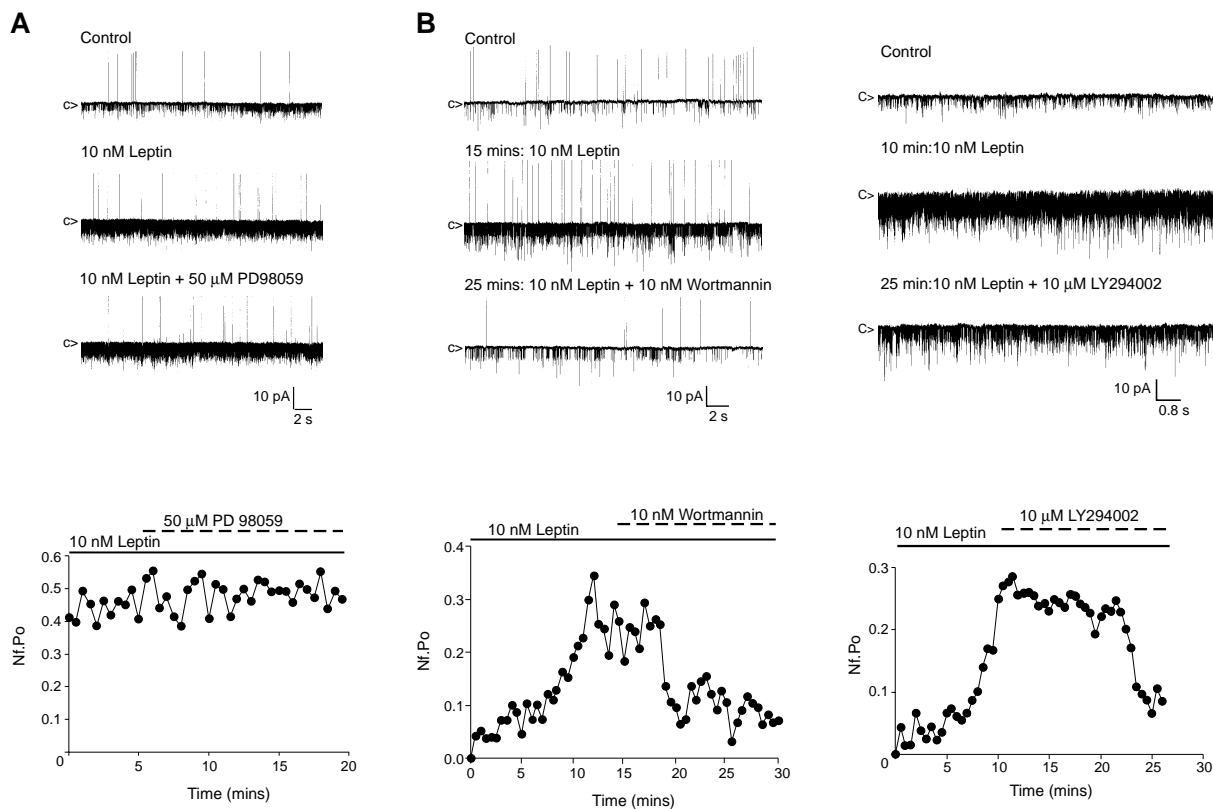 A
B
Control
C>
10 nM Leptin
C>
10 nM Leptin + 50 μM PD98059
C>
10 pA
2 s
Control
C>
15 mins: 10 nM Leptin
C>
25 mins: 10 nM Leptin + 10 nM Wortmannin
C>
10 pA
2 s
Control
C>
10 min:10 nM Leptin
C>
25 min:10 nM Leptin + 10 μM LY294002
C>
10 pA
0.8 s
50 μM PD 98059
10 nM Leptin
0.6
0.5
0.4
0.3
0.2
0.1
Nf.Po
0 5 10 15 20
Time (mins)
10 nM Wortmannin
10 nM Leptin
0.4
0.3
0.2
0.1
0.0
Nf.Po
0 5 10 15 20 25 30
Time (mins)
10 μM LY294002
10 nM Leptin
0.3
0.2
0.1
0.0
Nf.Po
0 5 10 15 20 25 30
Time (mins)